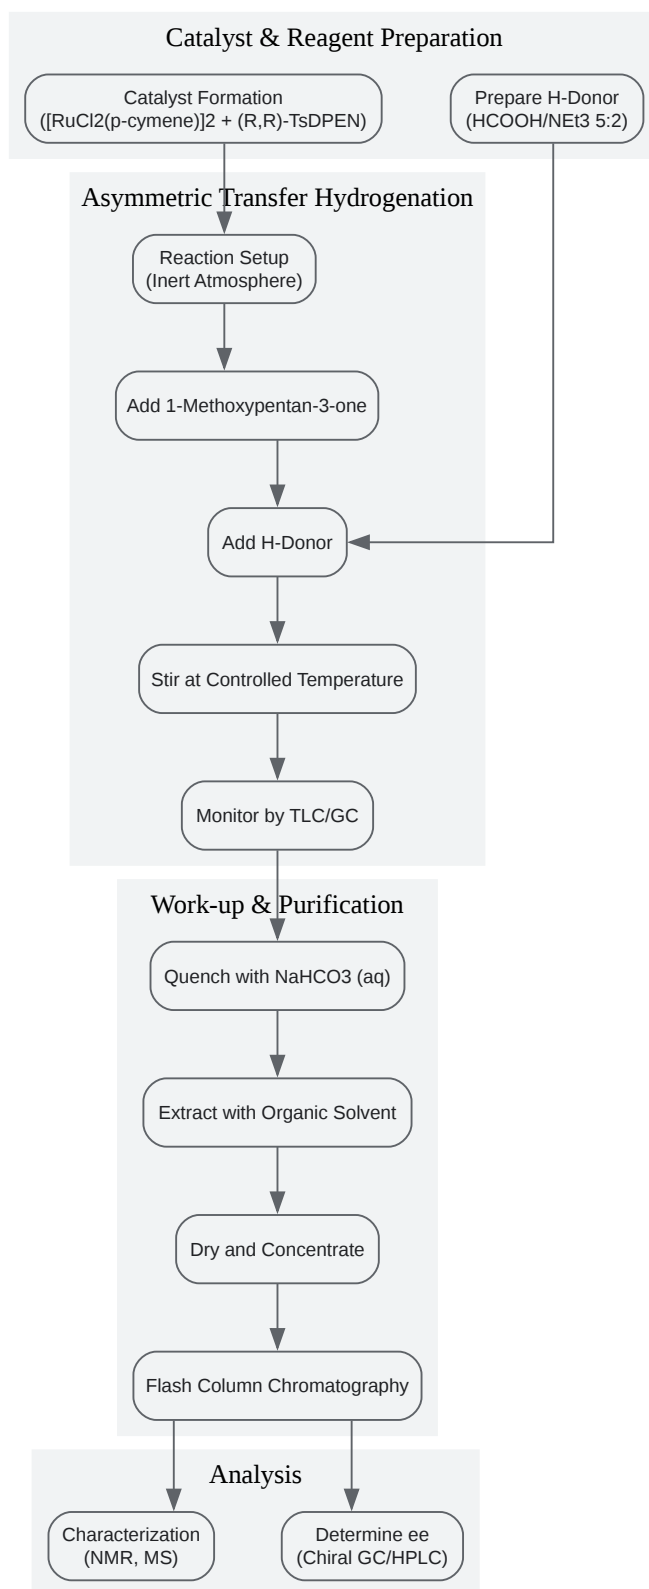 Catalyst & Reagent Preparation
Catalyst Formation
([RuCl2(p-cymene)]2 + (R,R)-TsDPEN)
Prepare H-Donor
(HCOOH/NEt3 5:2)
Asymmetric Transfer Hydrogenation
Reaction Setup
(Inert Atmosphere)
Add 1-Methoxypentan-3-one
Add H-Donor
Stir at Controlled Temperature
Monitor by TLC/GC
Work-up & Purification
Quench with NaHCO3 (aq)
Extract with Organic Solvent
Dry and Concentrate
Flash Column Chromatography
Analysis
Characterization
(NMR, MS)
Determine ee
(Chiral GC/HPLC)